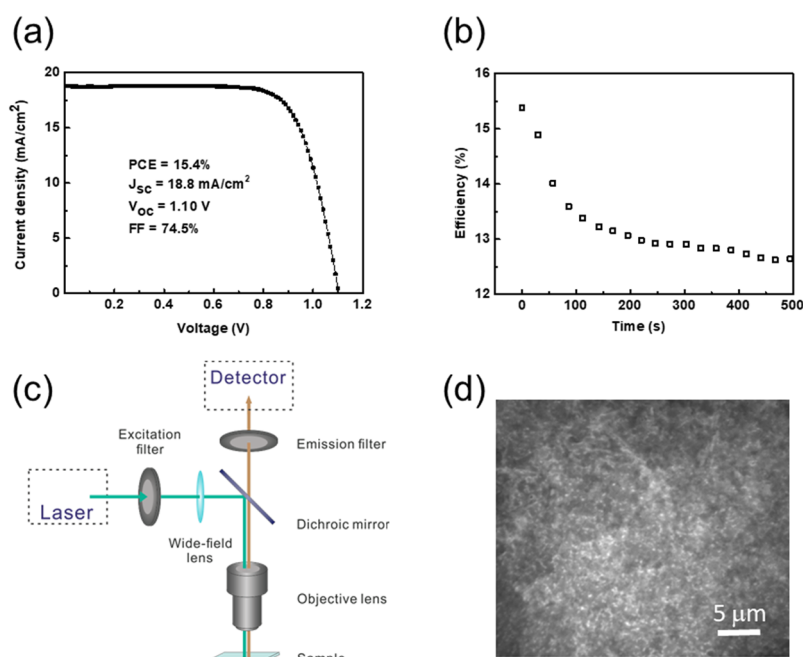 (a)
20
15
10
5
0
Current density (mA/cm²)
PCE = 15.4%
J_SC = 18.8 mA/cm²
V_OC = 1.10 V
FF = 74.5%
0.2 0.4 0.6 0.8 1.0 1.2
Voltage (V)
(b)
16
15
14
13
12
Efficiency (%)
0 100 200 300 400 500
Time (s)
(c)
Detector
Emission filter
Excitation
filter
Laser
Wide-field
lens
Dichroic mirror
Objective lens
Sample
(d)
5 μm